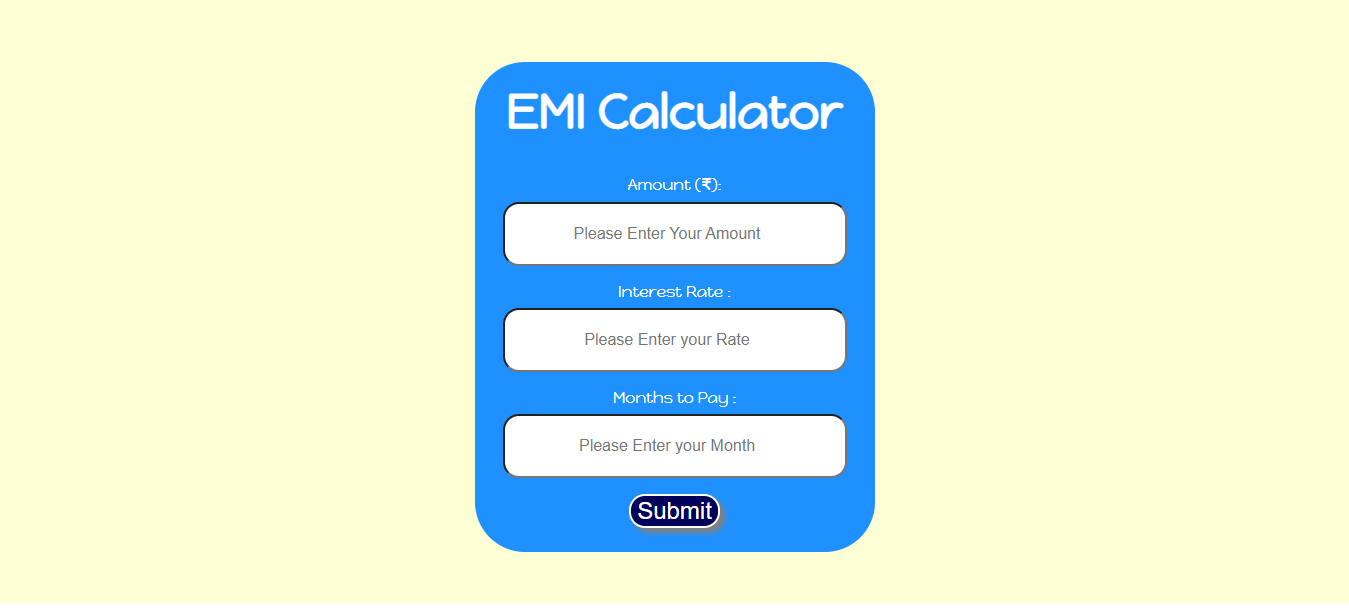 EMI Calculator
Amount (₹):
Please Enter Your Amount
Interest Rate :
Please Enter your Rate
Months to Pay :
Please Enter your Month
Submit